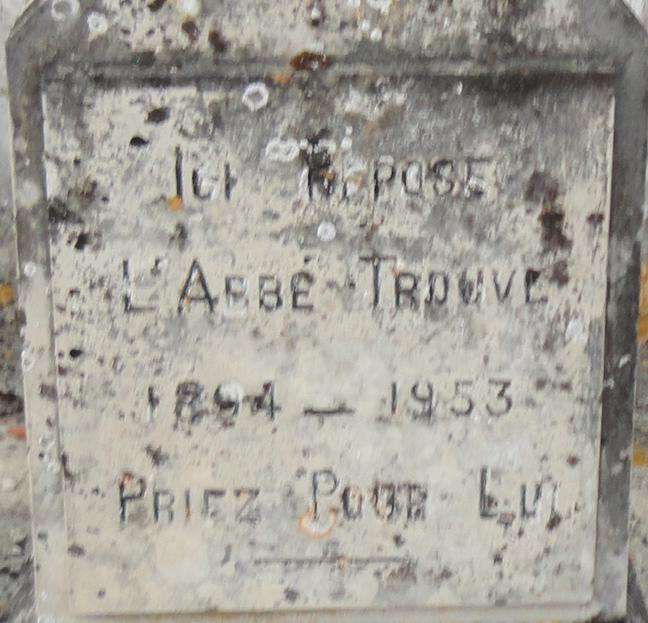 ICI REPOSE
L'ABBÉ TROUVÉ
1894 — 1953
PRIEZ POUR LUI